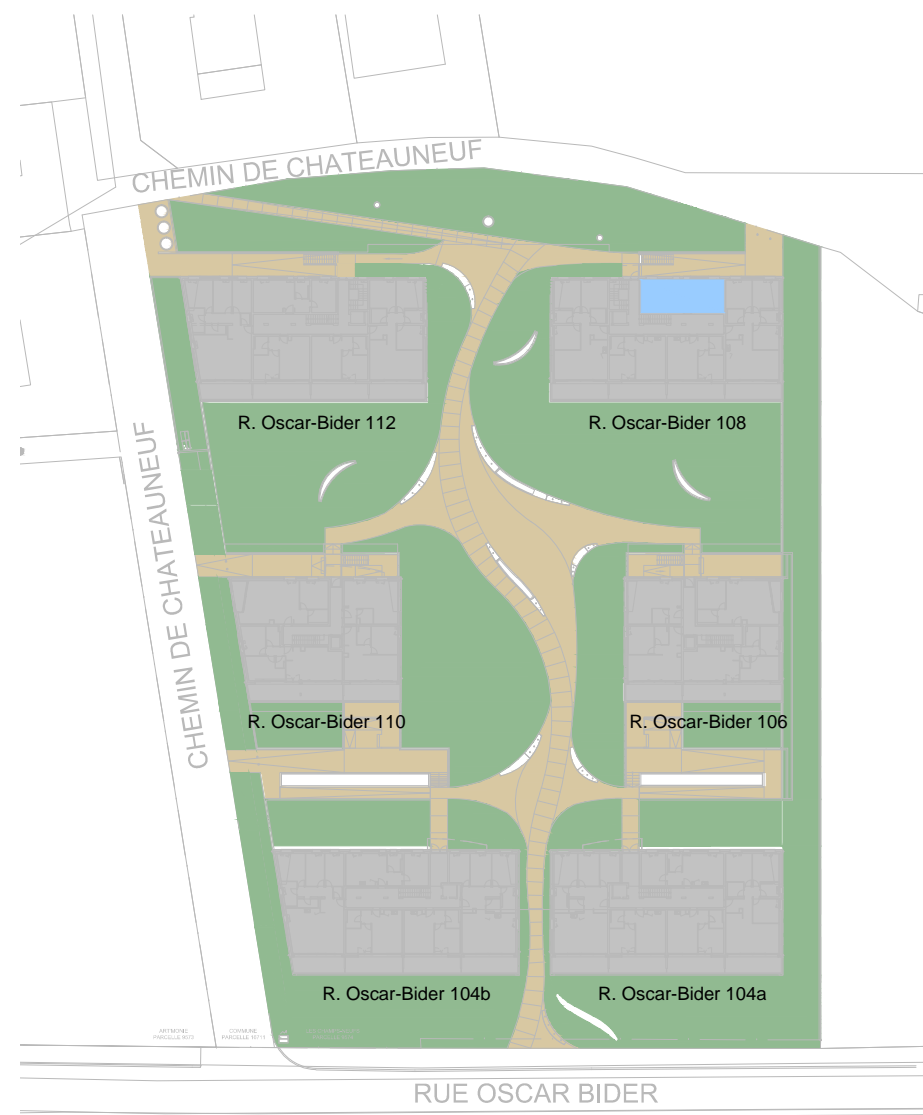 CHEMIN DE CHATEAUNEUF
R. Oscar-Bider 112
R. Oscar-Bider 108
CHEMIN DE CHATEAUNEUF
R. Oscar-Bider 110
R. Oscar-Bider 106
R. Oscar-Bider 104b
R. Oscar-Bider 104a
COMMUNE
RUE OSCAR BIDER